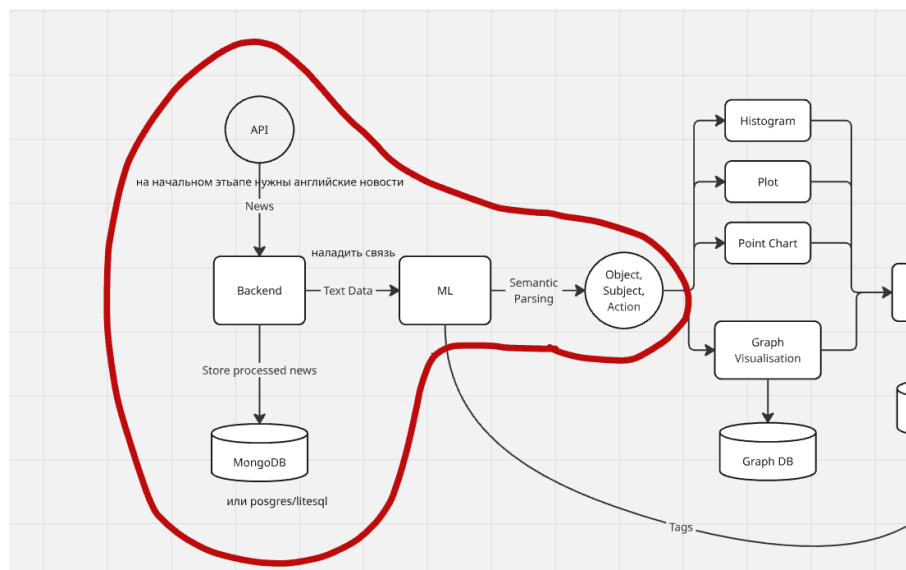 API
на начальном этьапе нужны английские новости
News
наладить связь
Backend
Text Data
ML
Semantic
Parsing
Object,
Subject,
Action
Store processed news
MongoDB
или posgres/litesql
Histogram
Plot
Point Chart
Graph
Visualisation
Graph DB
Tags